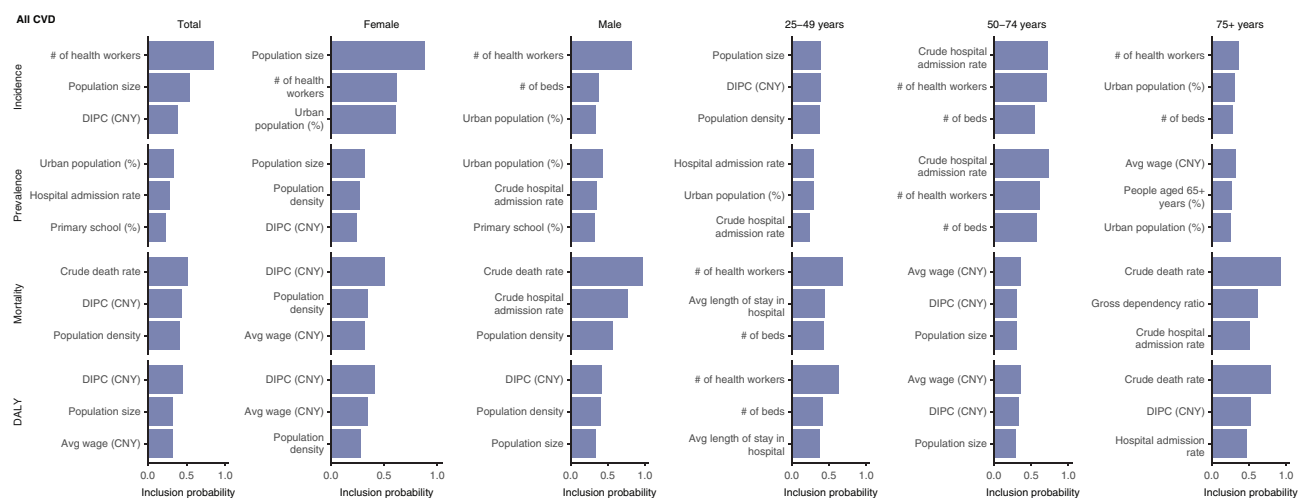 All CVD
Total
Female
Male
25–49 years
50–74 years
75+ years
Incidence
# of health workers
Population size
DIPC (CNY)
Population size
# of health
workers
Urban
population (%)
# of health workers
# of beds
Urban population (%)
Population size
DIPC (CNY)
Population density
Crude hospital
admission rate
# of health workers
# of beds
# of health workers
Urban population (%)
# of beds
Prevalence
Urban population (%)
Hospital admission rate
Primary school (%)
Population size
Population
density
DIPC (CNY)
Urban population (%)
Crude hospital
admission rate
Primary school (%)
Hospital admission rate
Urban population (%)
Crude hospital
admission rate
Crude hospital
admission rate
# of health workers
# of beds
Avg wage (CNY)
People aged 65+
years (%)
Urban population (%)
Mortality
Crude death rate
DIPC (CNY)
Population density
DIPC (CNY)
Population
density
Avg wage (CNY)
Crude death rate
Crude hospital
admission rate
Population density
# of health workers
Avg length of stay in
hospital
# of beds
Avg wage (CNY)
DIPC (CNY)
Population size
Crude death rate
Gross dependency ratio
Crude hospital
admission rate
DALY
DIPC (CNY)
Population size
Avg wage (CNY)
DIPC (CNY)
Avg wage (CNY)
Population
density
DIPC (CNY)
Population density
Population size
# of health workers
# of beds
Avg length of stay in
hospital
Avg wage (CNY)
DIPC (CNY)
Population size
Crude death rate
DIPC (CNY)
Hospital admission
rate
0.0 0.5 1.0
0.0 0.5 1.0
0.0 0.5 1.0
0.0 0.5 1.0
0.0 0.5 1.0
0.0 0.5 1.0
Inclusion probability
Inclusion probability
Inclusion probability
Inclusion probability
Inclusion probability
Inclusion probability